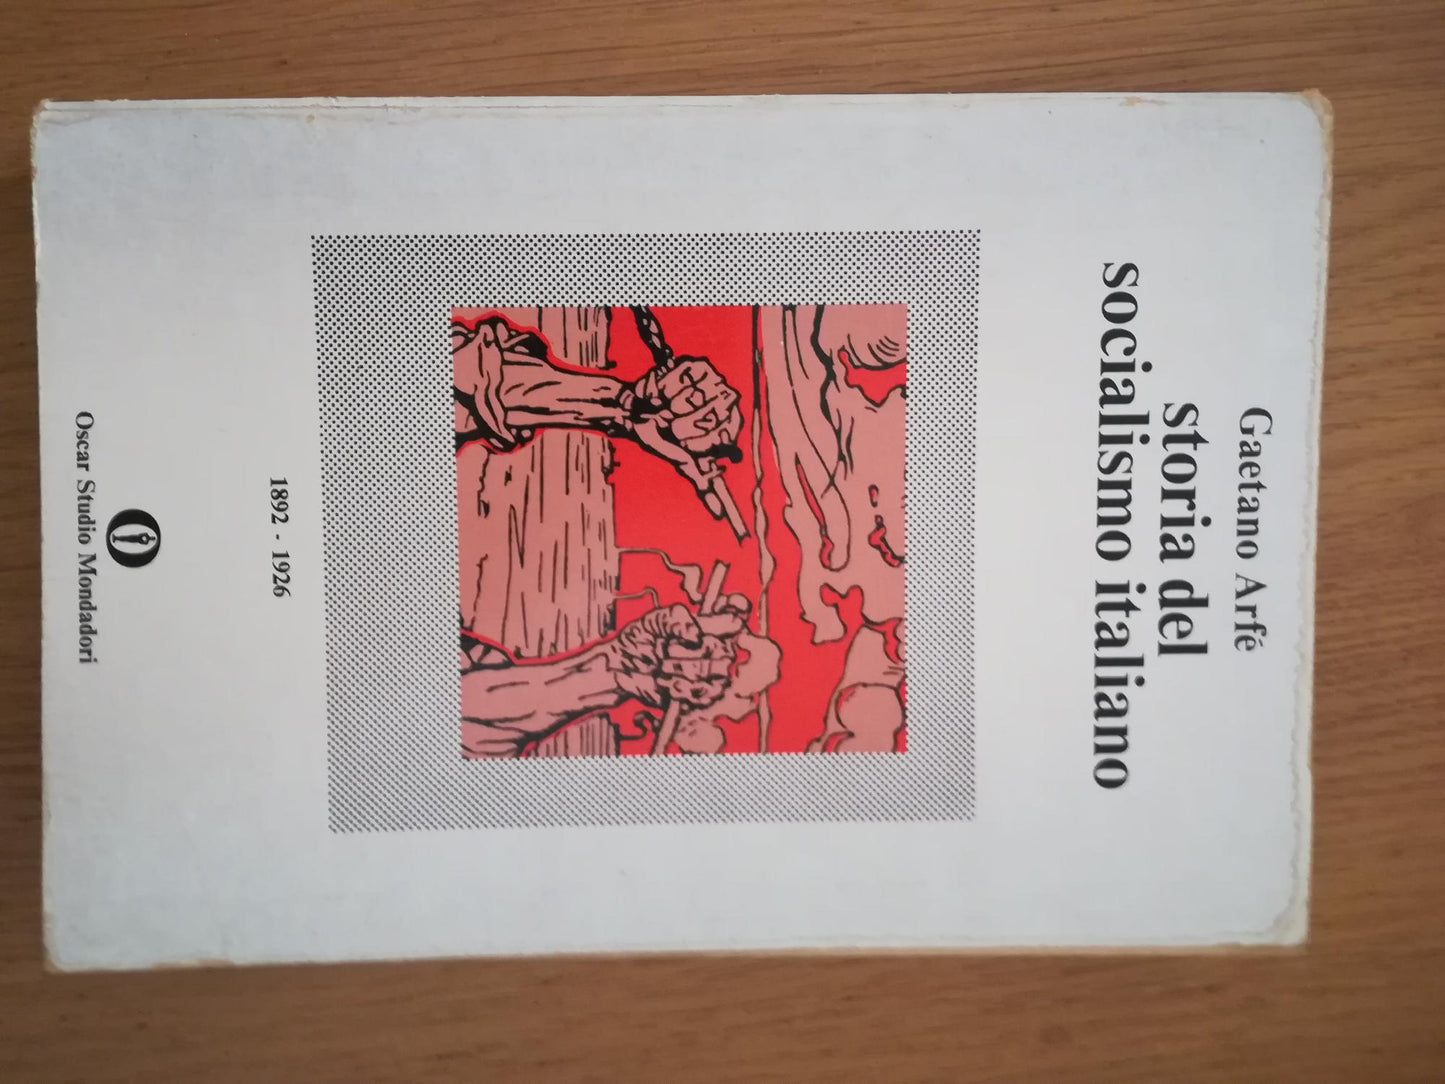 Gaetano Arfé
storia del
socialismo italiano
1892 - 1926
Oscar Studio Mondadori